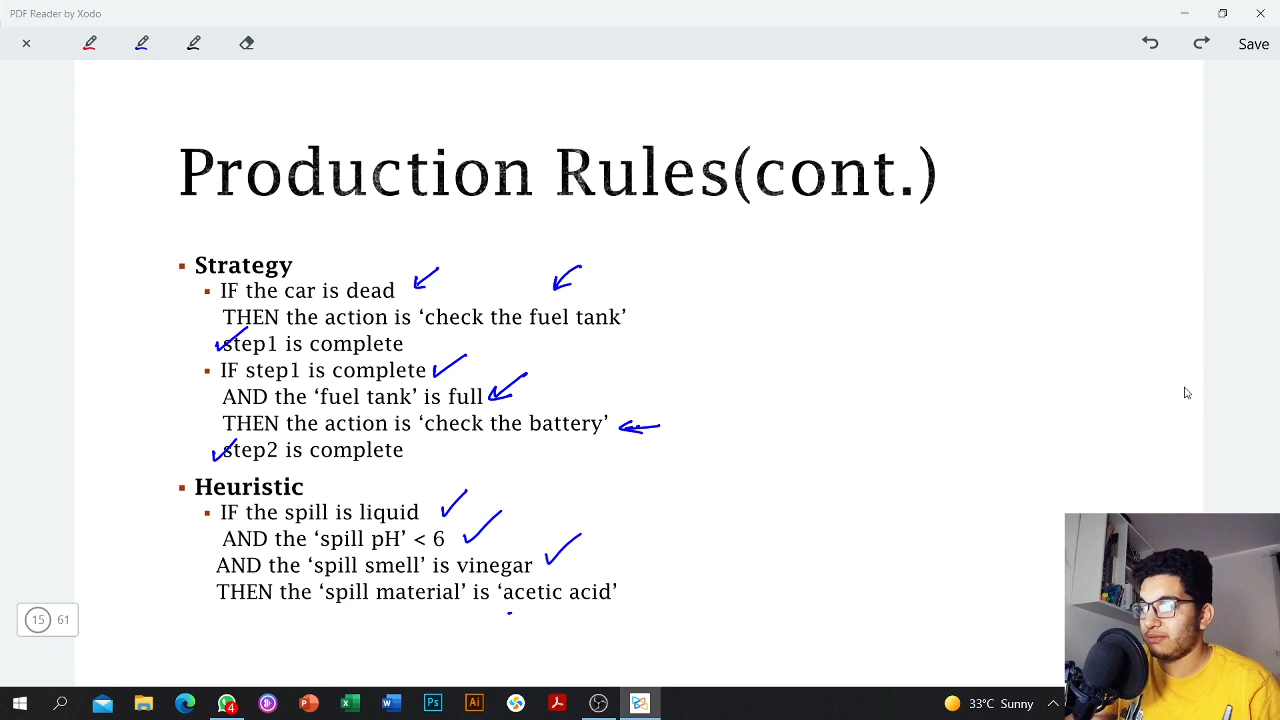 PDF Reader by Xodo
Save
Production Rules(cont.)
Strategy
IF the car is dead
THEN the action is ‘check the fuel tank’
step1 is complete
IF step1 is complete
AND the ‘fuel tank’ is full
THEN the action is ‘check the battery’
step2 is complete
Heuristic
IF the spill is liquid
AND the ‘spill pH’ < 6
AND the ‘spill smell’ is vinegar
THEN the ‘spill material’ is ‘acetic acid’
15 61
4
Ps
Ai
33°C Sunny